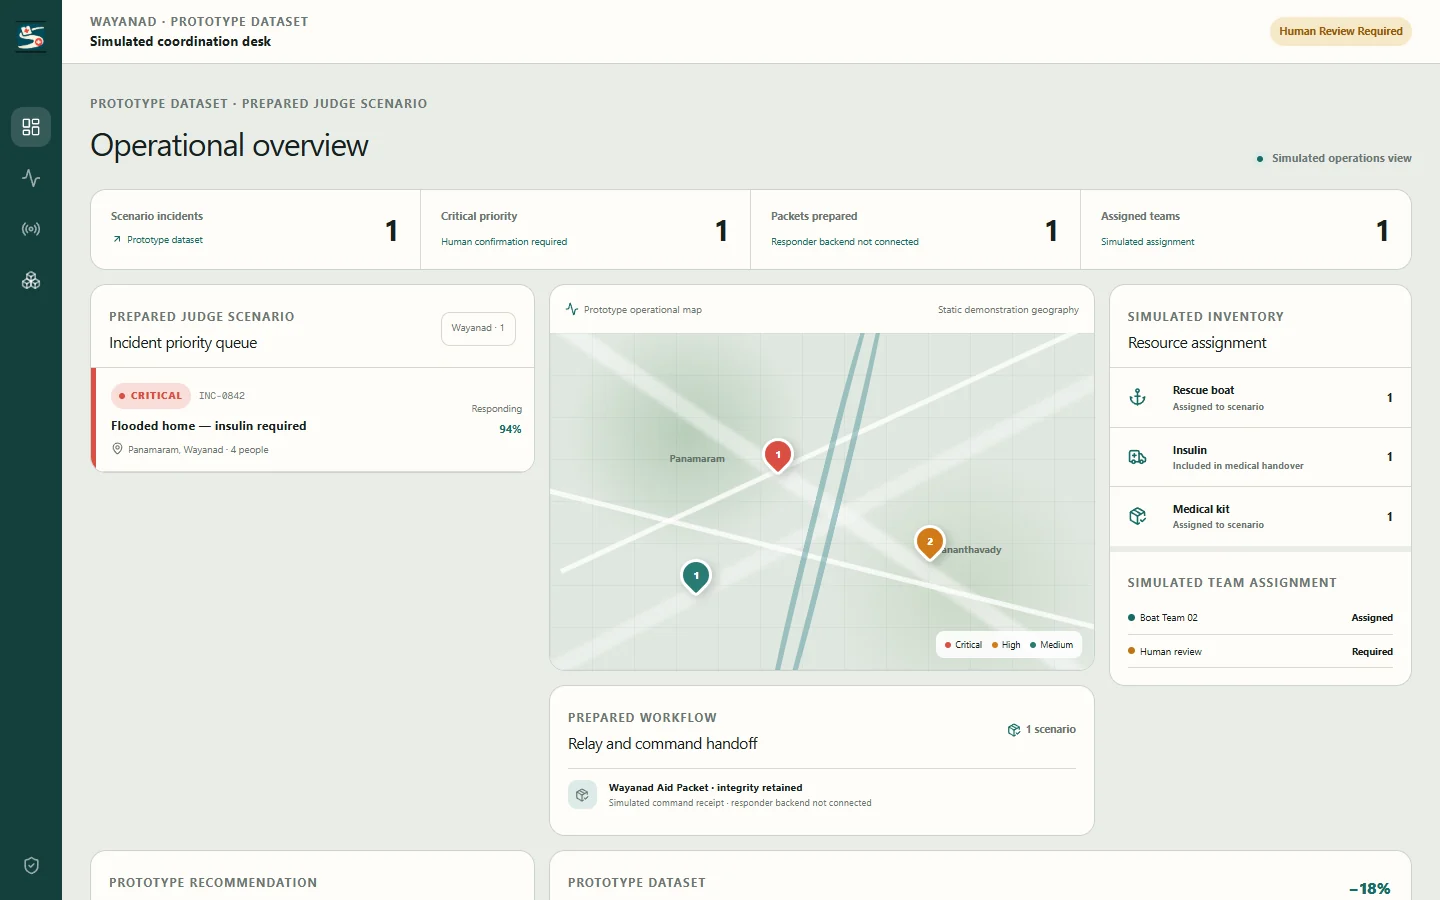 WAYANAD · PROTOTYPE DATASET
Simulated coordination desk
Human Review Required
PROTOTYPE DATASET · PREPARED JUDGE SCENARIO
Operational overview
Simulated operations view
Scenario incidents
Prototype dataset
1
Critical priority
Human confirmation required
1
Packets prepared
Responder backend not connected
1
Assigned teams
Simulated assignment
1
PREPARED JUDGE SCENARIO
Incident priority queue
Wayanad · 1
CRITICAL
INC-0842
Flooded home — insulin required
Panamaram, Wayanad · 4 people
Responding
94%
Prototype operational map
Static demonstration geography
Panamaram
1
2
ananthavady
1
Critical
High
Medium
SIMULATED INVENTORY
Resource assignment
Rescue boat
Assigned to scenario
1
Insulin
Included in medical handover
1
Medical kit
Assigned to scenario
1
SIMULATED TEAM ASSIGNMENT
Boat Team 02
Assigned
Human review
Required
PREPARED WORKFLOW
Relay and command handoff
1 scenario
Wayanad Aid Packet · integrity retained
Simulated command receipt · responder backend not connected
PROTOTYPE RECOMMENDATION
PROTOTYPE DATASET
−18%